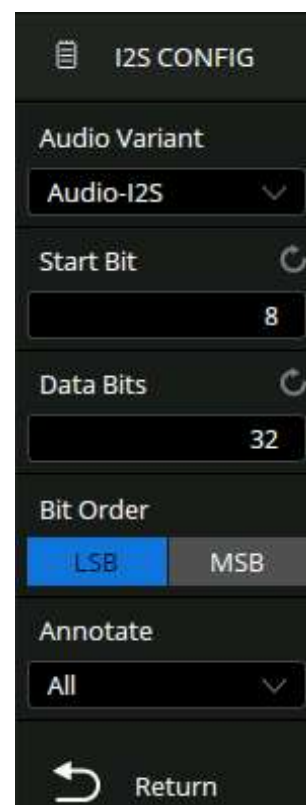 I2S CONFIG
Audio Variant
Audio-I2S
Start Bit
8
Data Bits
32
Bit Order
LSB MSB
Annotate
All
Return